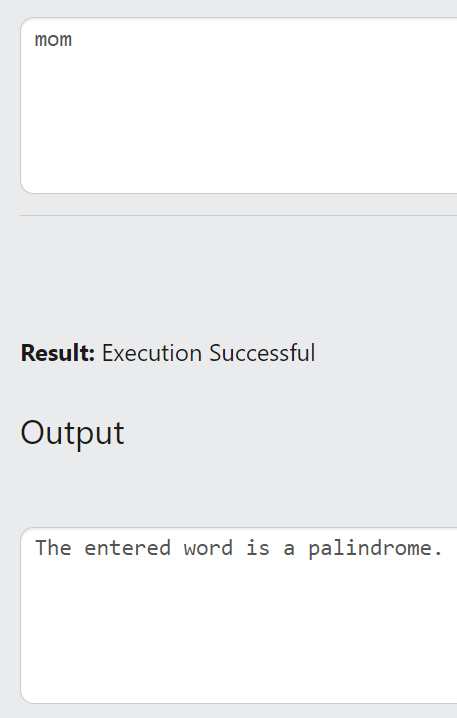 mom
Result: Execution Successful
Output
The entered word is a palindrome.